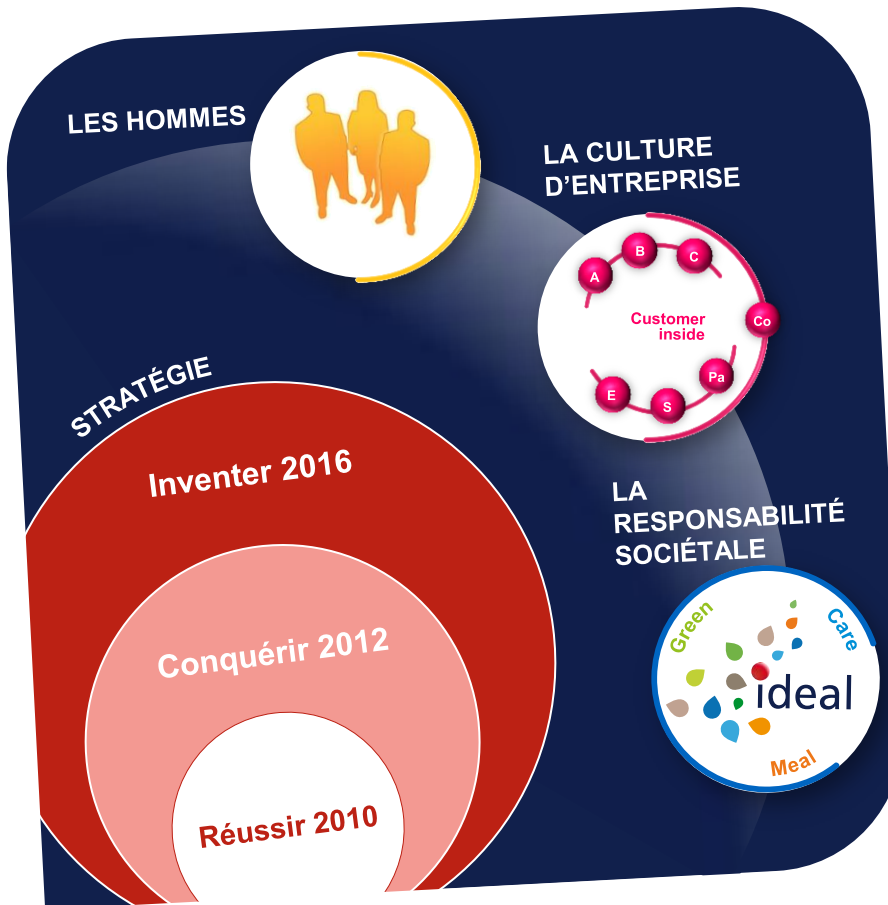 LES HOMMES
LA CULTURE
D'ENTREPRISE
A
B
C
Co
Customer
inside
E
S
Pa
STRATÉGIE
Inventer 2016
Conquérir 2012
Réussir 2010
LA
RESPONSABILITÉ
SOCIÉTALE
Green
Care
ideal
Meal